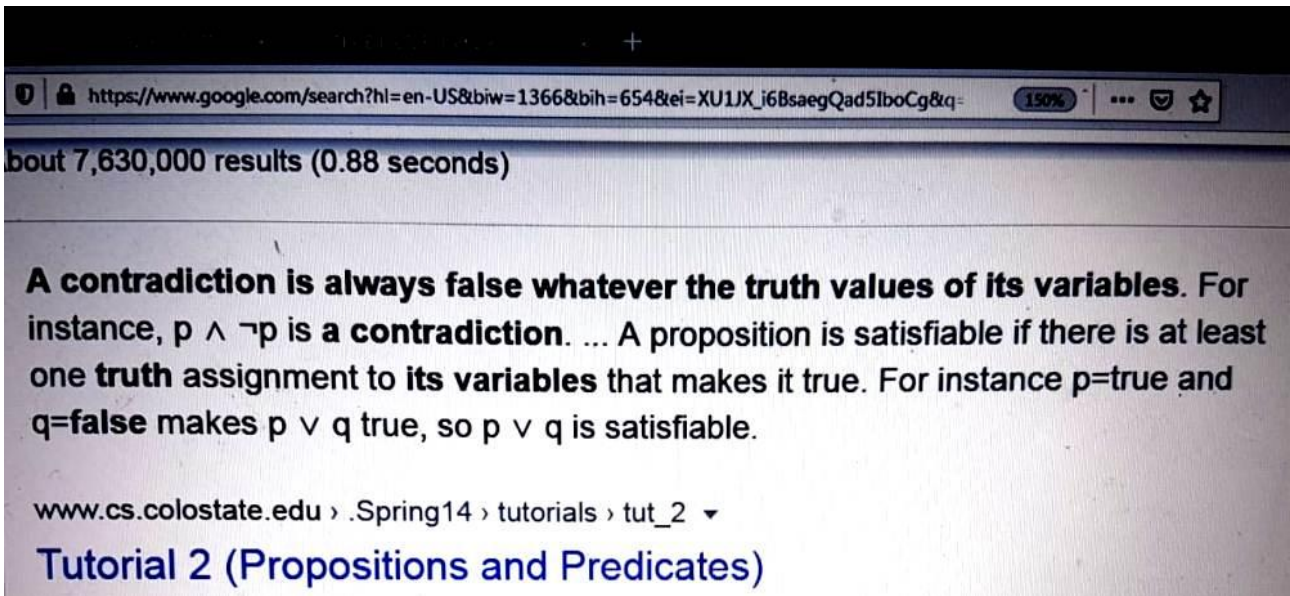 +
https://www.google.com/search?hl=en-US&biw=1366&bih=654&ei=XU1JX_i6BsaegQad5IboCg&q=
150%
bout 7,630,000 results (0.88 seconds)
A contradiction is always false whatever the truth values of its variables. For
instance, p ∧ ¬p is a contradiction. ... A proposition is satisfiable if there is at least
one truth assignment to its variables that makes it true. For instance p=true and
q=false makes p ∨ q true, so p ∨ q is satisfiable.
www.cs.colostate.edu › .Spring14 › tutorials › tut_2
Tutorial 2 (Propositions and Predicates)